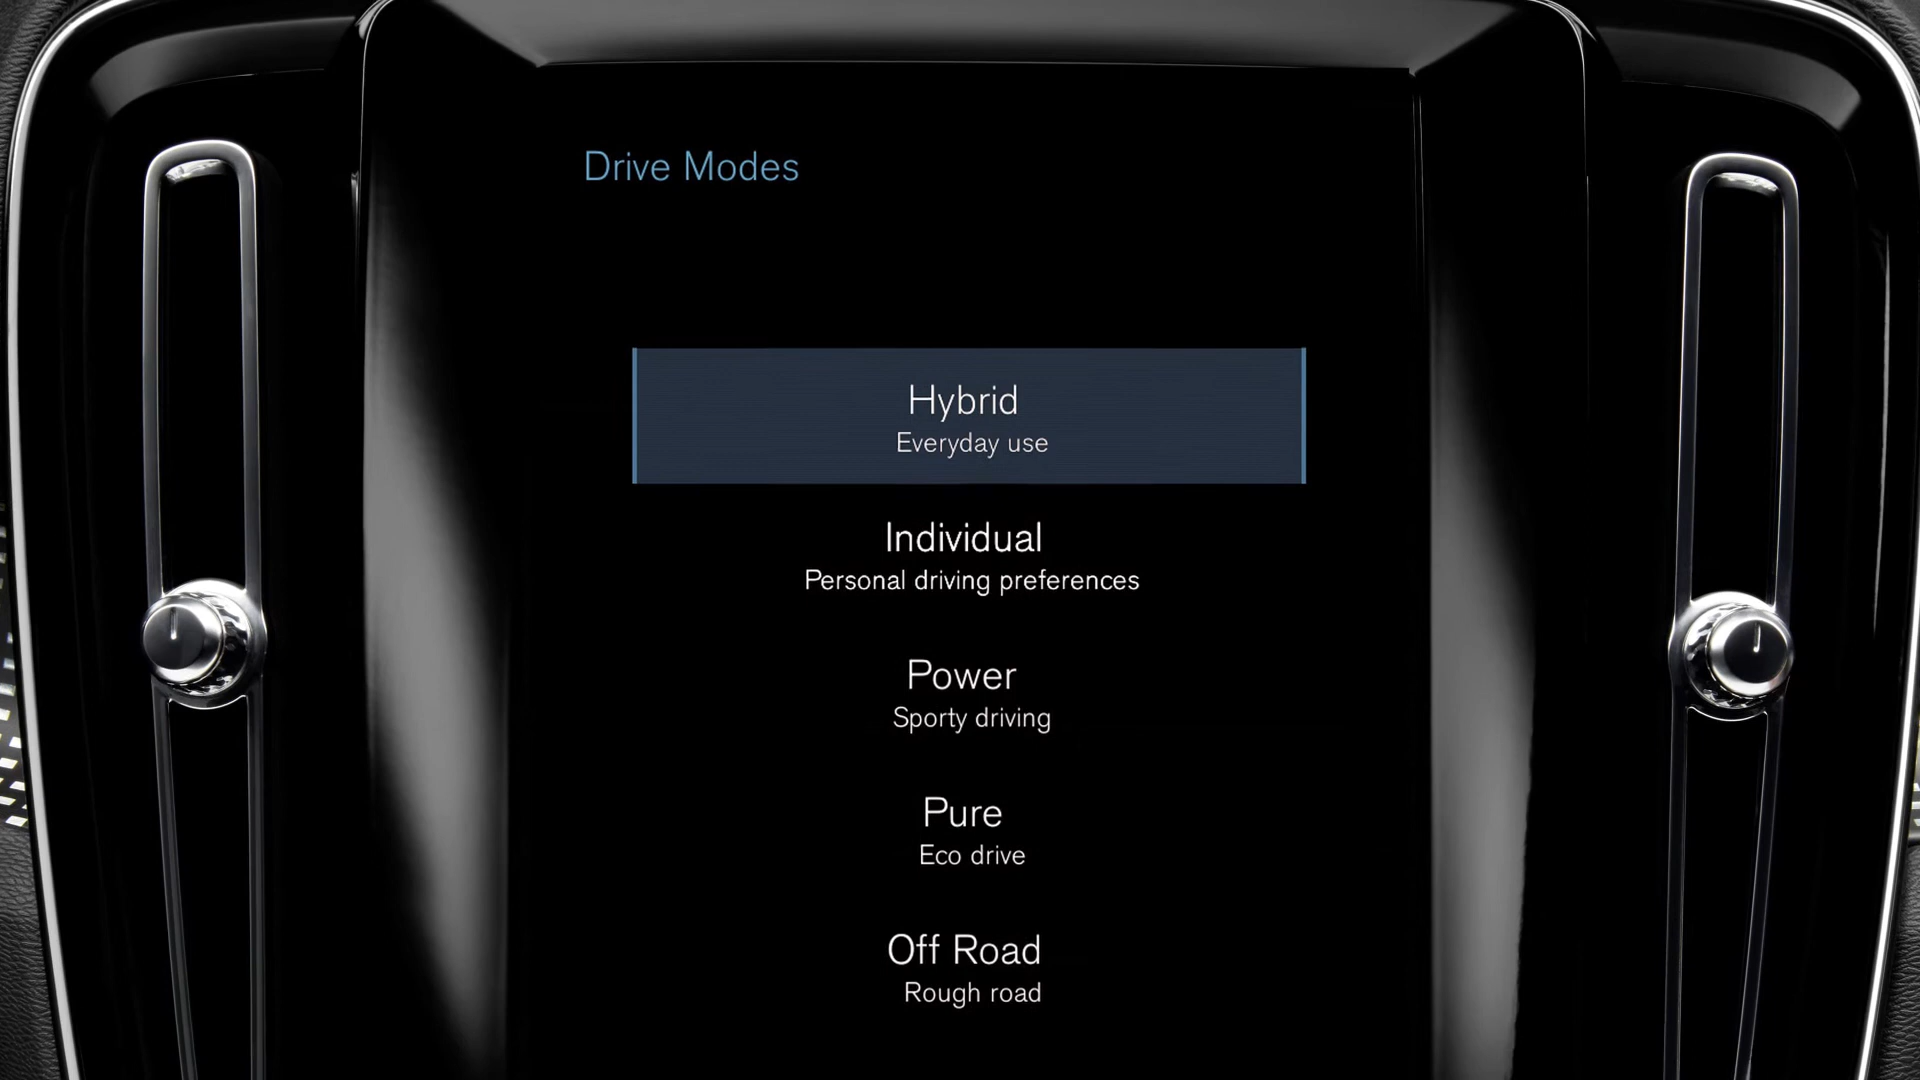 Drive Modes
Hybrid
Everyday use
Individual
Personal driving preferences
Power
Sporty driving
Pure
Eco drive
Off Road
Rough road